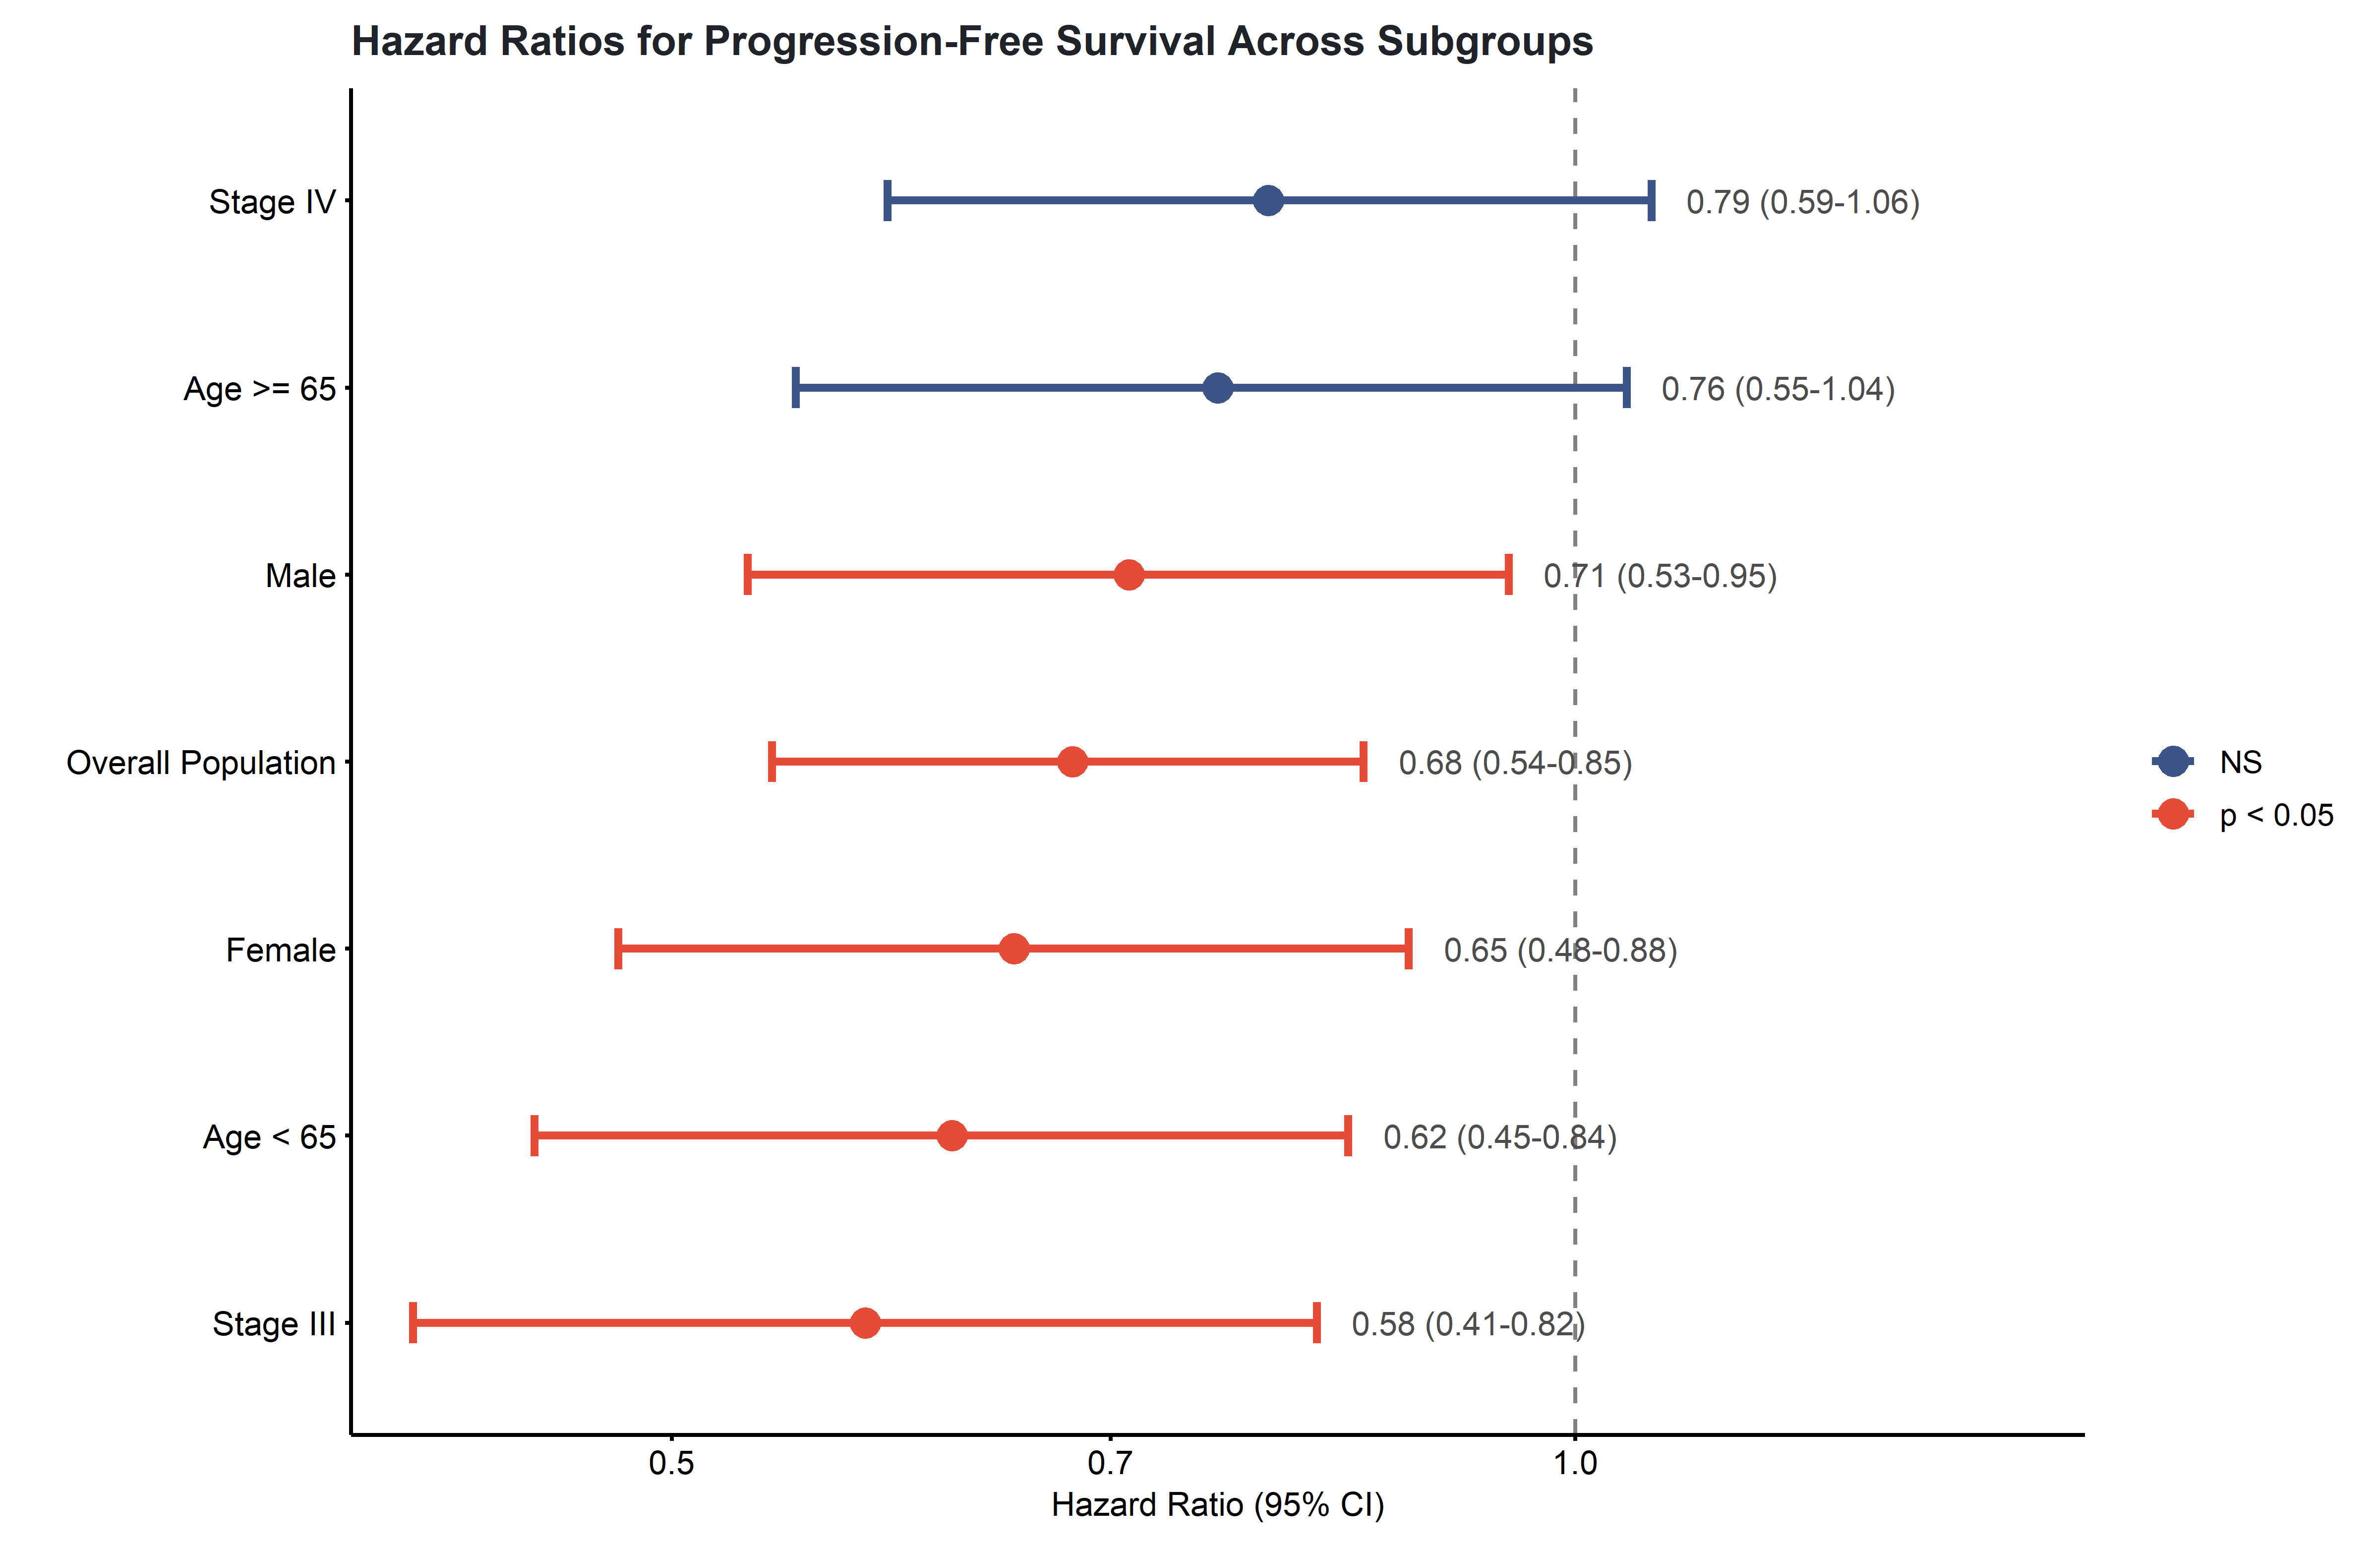 Hazard Ratios for Progression-Free Survival Across Subgroups
Stage IV
0.79 (0.59-1.06)
Age >= 65
0.76 (0.55-1.04)
Male
0.71 (0.53-0.95)
Overall Population
0.68 (0.54-0.85)
Female
0.65 (0.48-0.88)
Age < 65
0.62 (0.45-0.84)
Stage III
0.58 (0.41-0.82)
0.5
0.7
1.0
Hazard Ratio (95% CI)
NS
p < 0.05